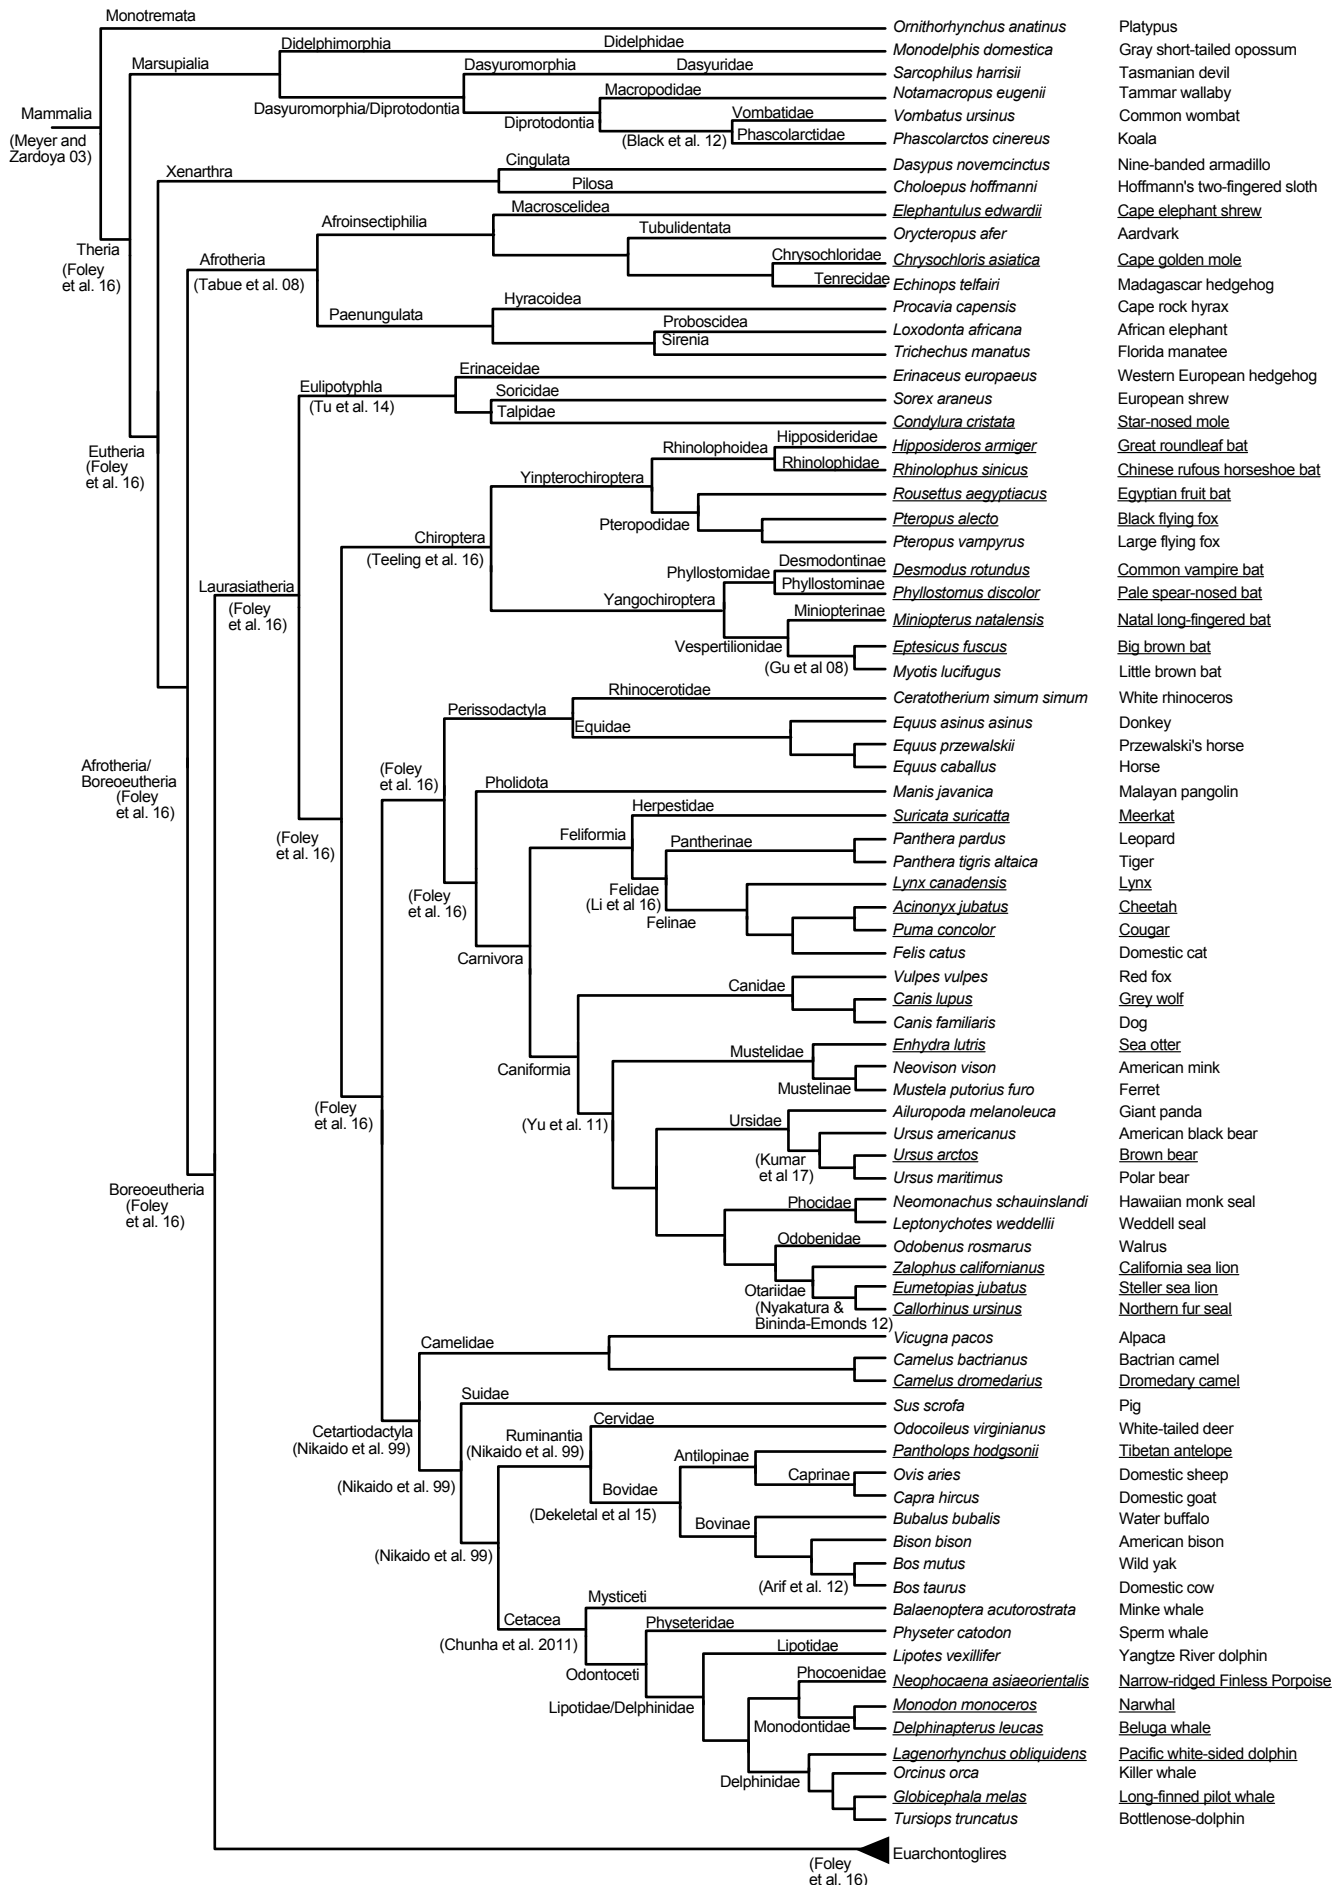 Monotremata
Ornithorhynchus anatinus Platypus
Didelphimorphia Didelphidae
Monodelphis domestica Gray short-tailed opossum
Marsupialia
Dasyuromorphia Dasyuridae
Sarcophilus harrisii Tasmanian devil
Macropodidae
Notamacropus eugenii Tammar wallaby
Dasyuromorphia/Diprotodontia
Mammalia
Vombatidae
Vombatus ursinus Common wombat
Diprotodontia
(Meyer and
Zardoya 03)
(Black et al. 12)
Phascolarctidae
Phascolarctos cinereus Koala
Cingulata
Dasypus novemcinctus Nine-banded armadillo
Xenarthra
Pilosa
Choloepus hoffmanni Hoffmann's two-fingered sloth
Macroscelidea
Elephantulus edwardii Cape elephant shrew
Afroinsectiphilia
Tubulidentata
Orycteropus afer Aardvark
Theria
(Foley
et al. 16)
Afrotheria
(Tabue et al. 08)
Chrysochloridae
Chrysochloris asiatica Cape golden mole
Tenrecidae
Echinops telfairi Madagascar hedgehog
Hyracoidea
Procavia capensis Cape rock hyrax
Paenungulata
Proboscidea
Loxodonta africana African elephant
Sirenia
Trichechus manatus Florida manatee
Erinaceidae
Erinaceus europaeus Western European hedgehog
Eulipotyphla
(Tu et al. 14)
Soricidae
Sorex araneus European shrew
Talpidae
Condylura cristata Star-nosed mole
Eutheria
(Foley
et al. 16)
Hipposideridae
Rhinolophoidea
Hipposideros armiger Great roundleaf bat
Rhinolophidae
Rhinolophus sinicus Chinese rufous horseshoe bat
Yinpterochiroptera
Rousettus aegyptiacus Egyptian fruit bat
Pteropodidae
Pteropus alecto Black flying fox
Pteropus vampyrus Large flying fox
Chiroptera
(Teeling et al. 16)
Desmodontinae
Phyllostomidae
Desmodus rotundus Common vampire bat
Phyllostominae
Phyllostomus discolor Pale spear-nosed bat
Laurasiatheria
(Foley
et al. 16)
Yangochiroptera
Miniopterinae
Miniopterus natalensis Natal long-fingered bat
Vespertilionidae
Eptesicus fuscus Big brown bat
(Gu et al 08)
Myotis lucifugus Little brown bat
Rhinocerotidae
Ceratotherium simum simum White rhinoceros
Perissodactyla
Equidae
Equus asinus asinus Donkey
Equus przewalskii Przewalski's horse
Equus caballus Horse
Afrotheria/
Boreoeutheria
(Foley
et al. 16)
(Foley
et al. 16)
Pholidota
Manis javanica Malayan pangolin
Herpestidae
Suricata suricatta Meerkat
Feliformia
Pantherinae
Panthera pardus Leopard
Panthera tigris altaica Tiger
(Foley
et al. 16)
(Foley
et al. 16)
Felidae
(Li et al 16)
Lynx canadensis Lynx
Felinae
Acinonyx jubatus Cheetah
Puma concolor Cougar
Felis catus Domestic cat
Carnivora
Vulpes vulpes Red fox
Canidae
Canis lupus Grey wolf
Canis familiaris Dog
Enhydra lutris Sea otter
Mustelidae
Neovison vison American mink
Caniformia
Mustelinae
Mustela putorius furo Ferret
(Foley
et al. 16)
(Yu et al. 11)
Ailuropoda melanoleuca Giant panda
Ursidae
Ursus americanus American black bear
(Kumar
et al 17)
Ursus arctos Brown bear
Ursus maritimus Polar bear
Boreoeutheria
(Foley
et al. 16)
Phocidae
Neomonachus schauinslandi Hawaiian monk seal
Leptonychotes weddellii Weddell seal
Odobenidae
Odobenus rosmarus Walrus
Zalophus californianus California sea lion
Otariidae
Eumetopias jubatus Steller sea lion
(Nyakatura &
Bininda-Emonds 12)
Callorhinus ursinus Northern fur seal
Camelidae
Vicugna pacos Alpaca
Camelus bactrianus Bactrian camel
Camelus dromedarius Dromedary camel
Suidae
Sus scrofa Pig
Cetartiodactyla
(Nikaido et al. 99)
Cervidae
Odocoileus virginianus White-tailed deer
Ruminantia
(Nikaido et al. 99)
Antilopinae
Pantholops hodgsonii Tibetan antelope
(Nikaido et al. 99)
Caprinae
Ovis aries Domestic sheep
Bovidae
Capra hircus Domestic goat
(Dekeletal et al 15)
Bovinae
Bubalus bubalis Water buffalo
Bison bison American bison
(Nikaido et al. 99)
Bos mutus Wild yak
(Arif et al. 12)
Bos taurus Domestic cow
Mysticeti
Balaenoptera acutorostrata Minke whale
Cetacea
(Chunha et al. 2011)
Physeteridae
Physeter catodon Sperm whale
Odontoceti
Lipotidae
Lipotes vexillifer Yangtze River dolphin
Phocoenidae
Neophocaena asiaeorientalis Narrow-ridged Finless Porpoise
Lipotidae/Delphinidae
Monodon monoceros Narwhal
Monodontidae
Delphinapterus leucas Beluga whale
Lagenorhynchus obliquidens Pacific white-sided dolphin
Delphinidae
Orcinus orca Killer whale
Globicephala melas Long-finned pilot whale
Tursiops truncatus Bottlenose-dolphin
Euarchontoglires
(Foley
et al. 16)